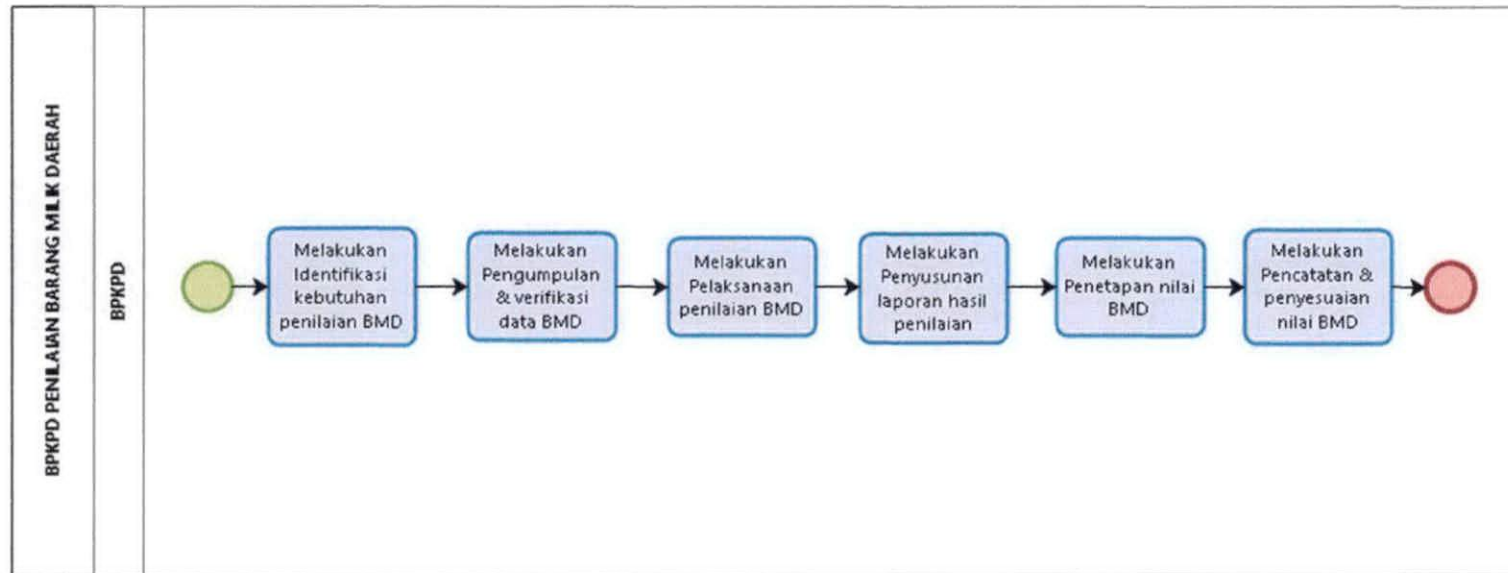 BPKPD PENILAIAN BARANG MILIK DAERAH
BPKPD
Melakukan
Identifikasi
kebutuhan
penilaian BMD
Melakukan
Pengumpulan
& verifikasi
data BMD
Melakukan
Pelaksanaan
penilaian BMD
Melakukan
Penyusunan
laporan hasil
penilaian
Melakukan
Penetapan nilai
BMD
Melakukan
Pencatatan &
penyesuaian
nilai BMD